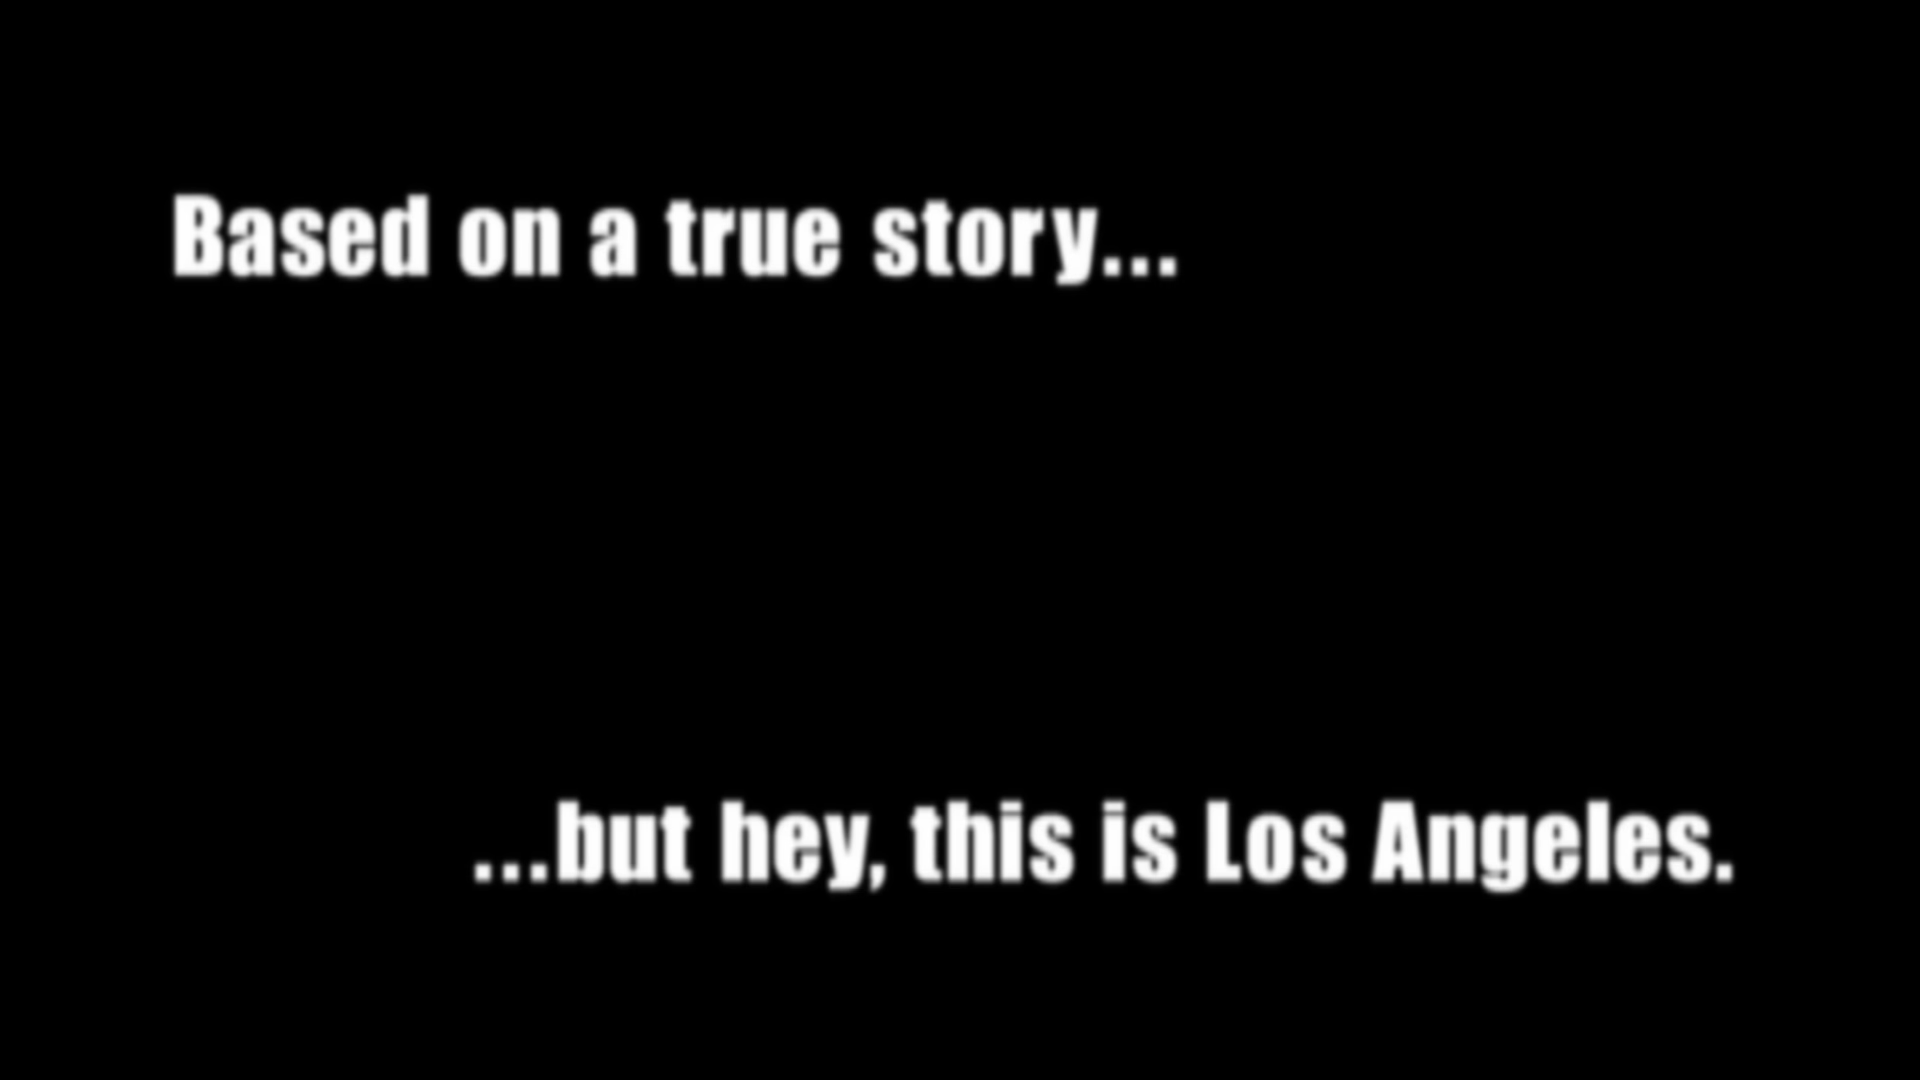 Based on a true story...
...but hey, this is Los Angeles.